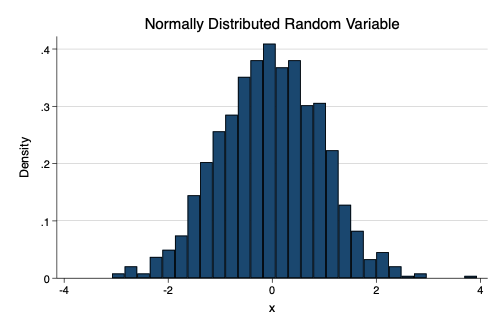 Normally Distributed Random Variable
Density
.4
.3
.2
.1
0
-4 -2 0 2 4
x